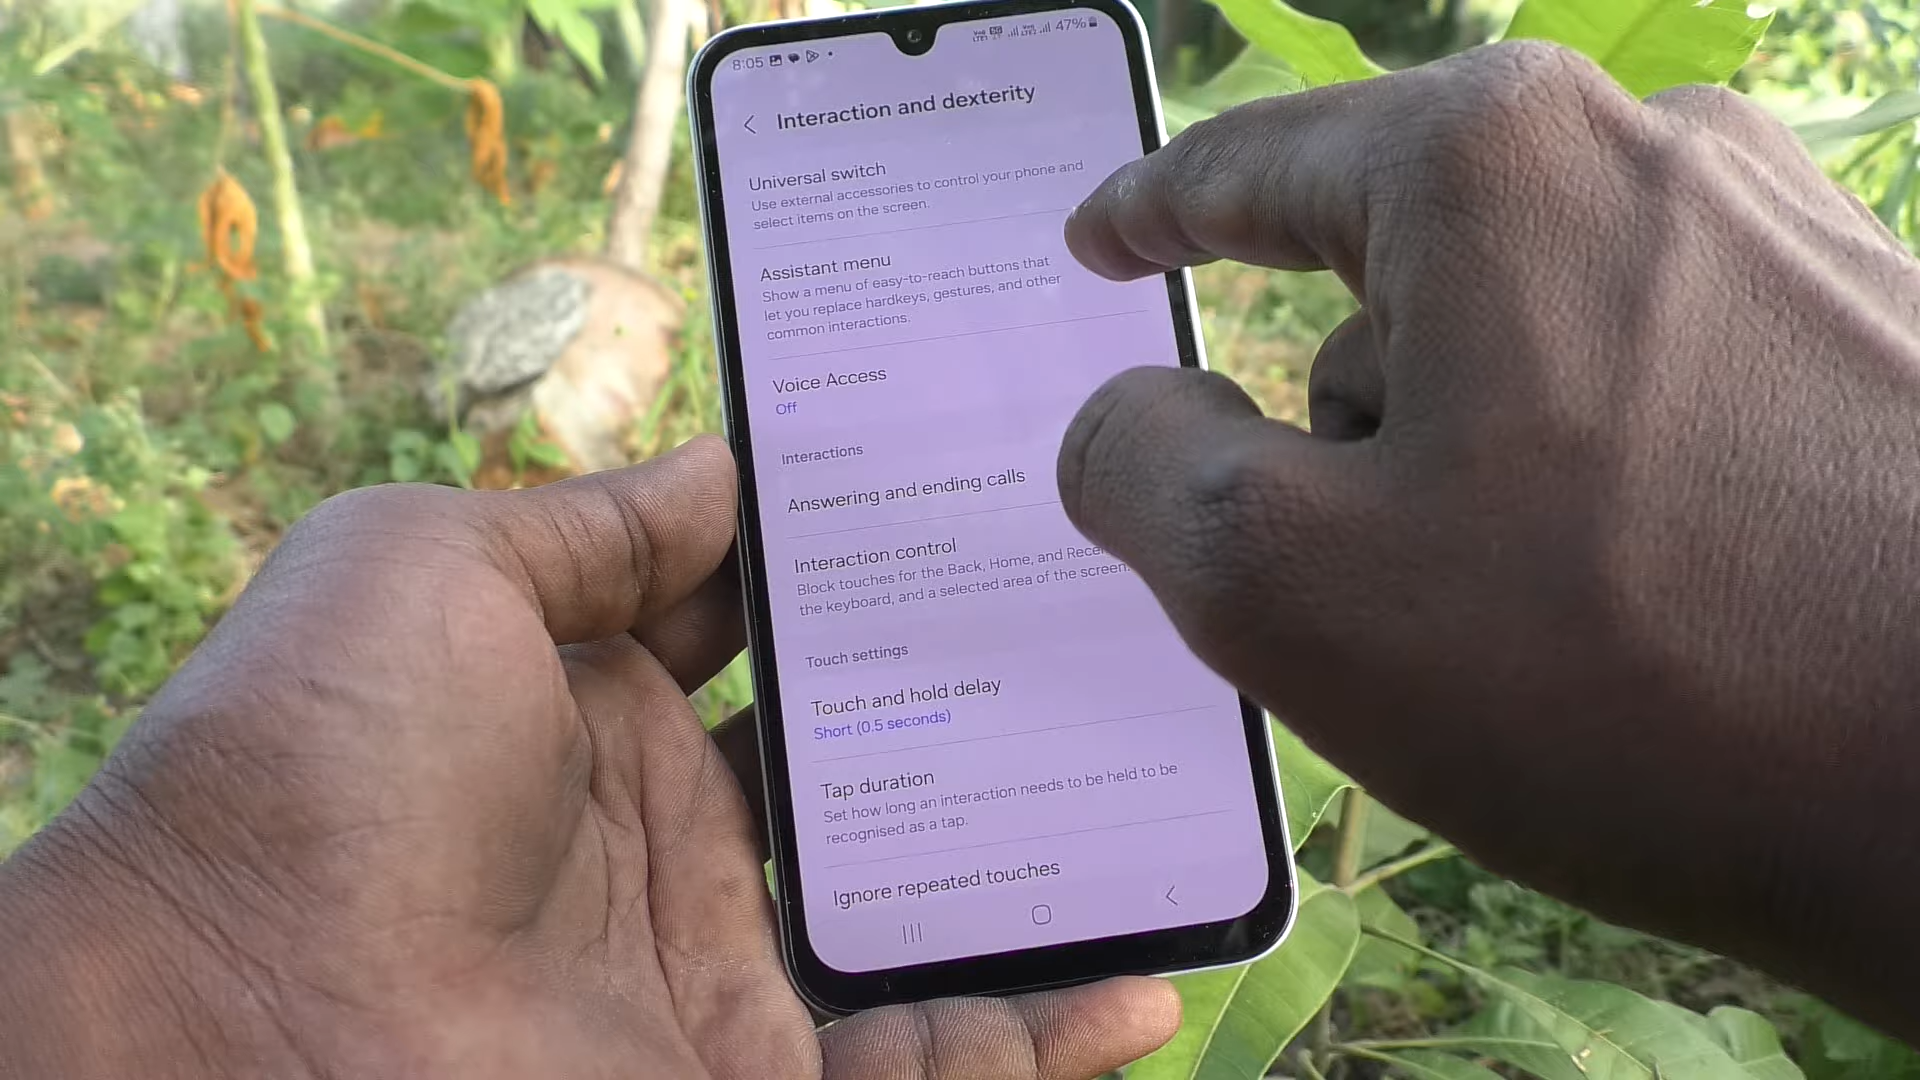 8:05 47%
Interaction and dexterity
Universal switch
Use external accessories to control your phone and
select items on the screen.
Assistant menu
Show a menu of easy-to-reach buttons that
let you replace hardkeys, gestures, and other
common interactions.
Voice Access
Off
Interactions
Answering and ending calls
Interaction control
Block touches for the Back, Home, and
the keyboard, and a selected area of the screen.
Touch settings
Touch and hold delay
Short (0.5 seconds)
Tap duration
Set how long an interaction needs to be held to be
recognised as a tap.
Ignore repeated touches